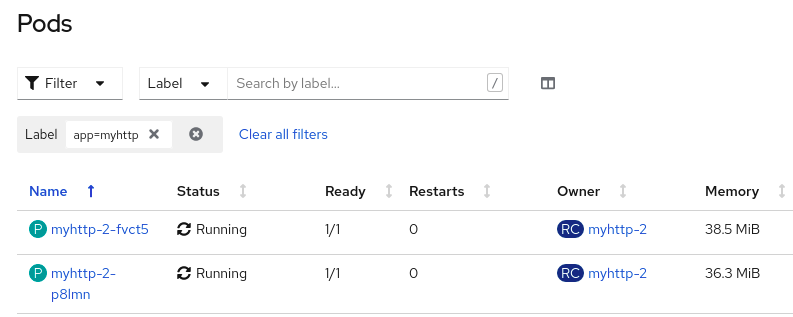 Pods
Filter Label Search by label... /
Label app=myhttp Clear all filters
Name Status Ready Restarts Owner Memory
P myhttp-2-fvct5 Running 1/1 0 RC myhttp-2 38.5 MiB
P myhttp-2- Running 1/1 0 RC myhttp-2 36.3 MiB
p8lmn